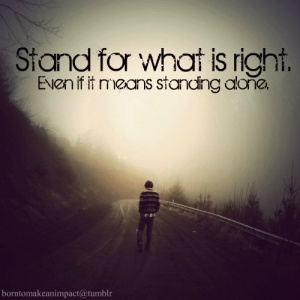 Stand for what is right.
Even if it means standing alone.
borntomakeanimpact@tumblr